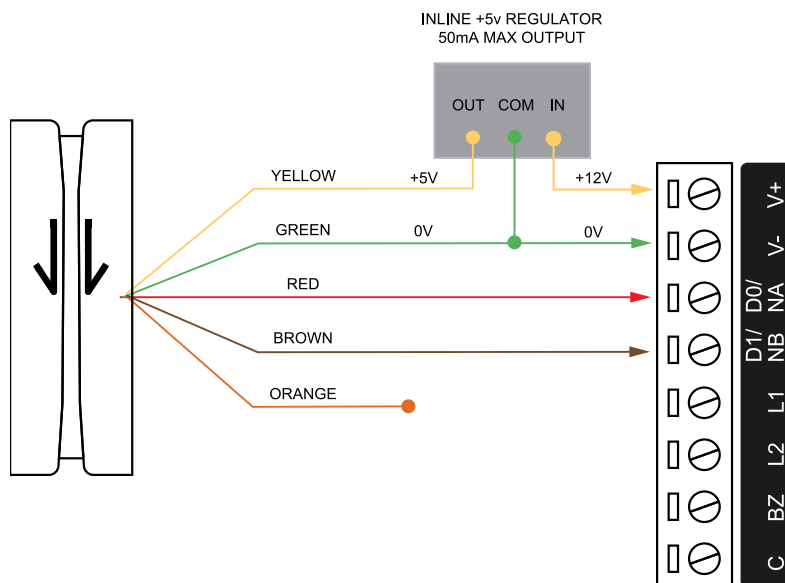 INLINE +5v REGULATOR
50mA MAX OUTPUT
OUT COM IN
YELLOW +5V +12V
GREEN 0V +0V
RED
BROWN
ORANGE
V+
V-
D0/
NA
D1/
NB
L1
L2
BZ
C